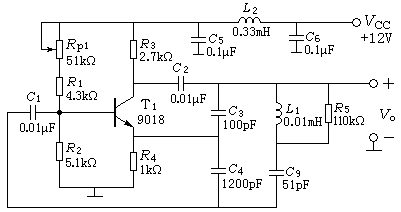 L2
0.33mH
VCC
+12V
Rp1
51kΩ
R3
2.7kΩ
C5
0.1μF
C6
0.1μF
C2
0.01μF
R1
4.3kΩ
C1
0.01μF
T1
9018
C3
100pF
L1
0.01mH
R5
110kΩ
+
Vo
−
R2
5.1kΩ
R4
1kΩ
C4
1200pF
C9
51pF